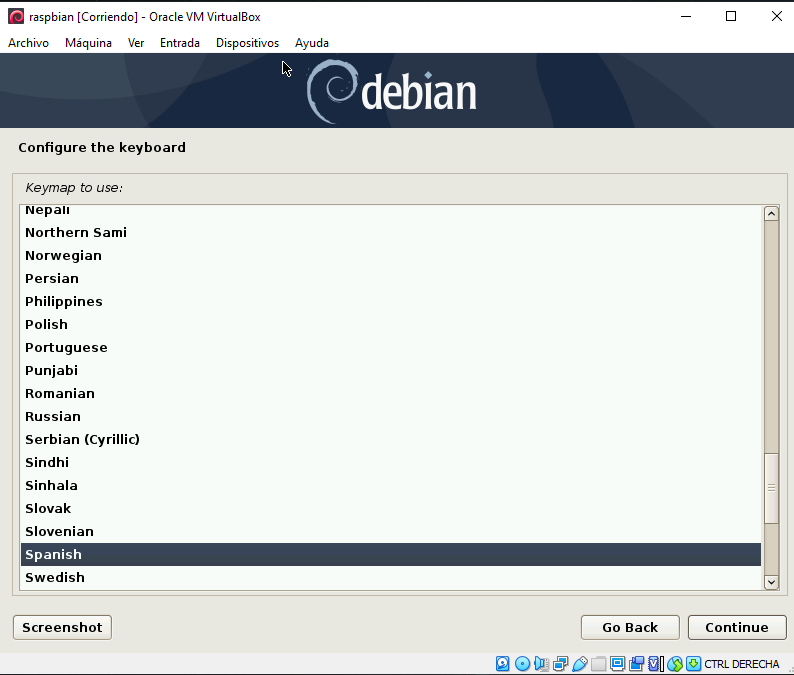 raspbian [Corriendo] - Oracle VM VirtualBox
Archivo Máquina Ver Entrada Dispositivos Ayuda
debian
Configure the keyboard
Keymap to use:
Nepali
Northern Sami
Norwegian
Persian
Philippines
Polish
Portuguese
Punjabi
Romanian
Russian
Serbian (Cyrillic)
Sindhi
Sinhala
Slovak
Slovenian
Spanish
Swedish
Screenshot Go Back Continue
CTRL DERECHA